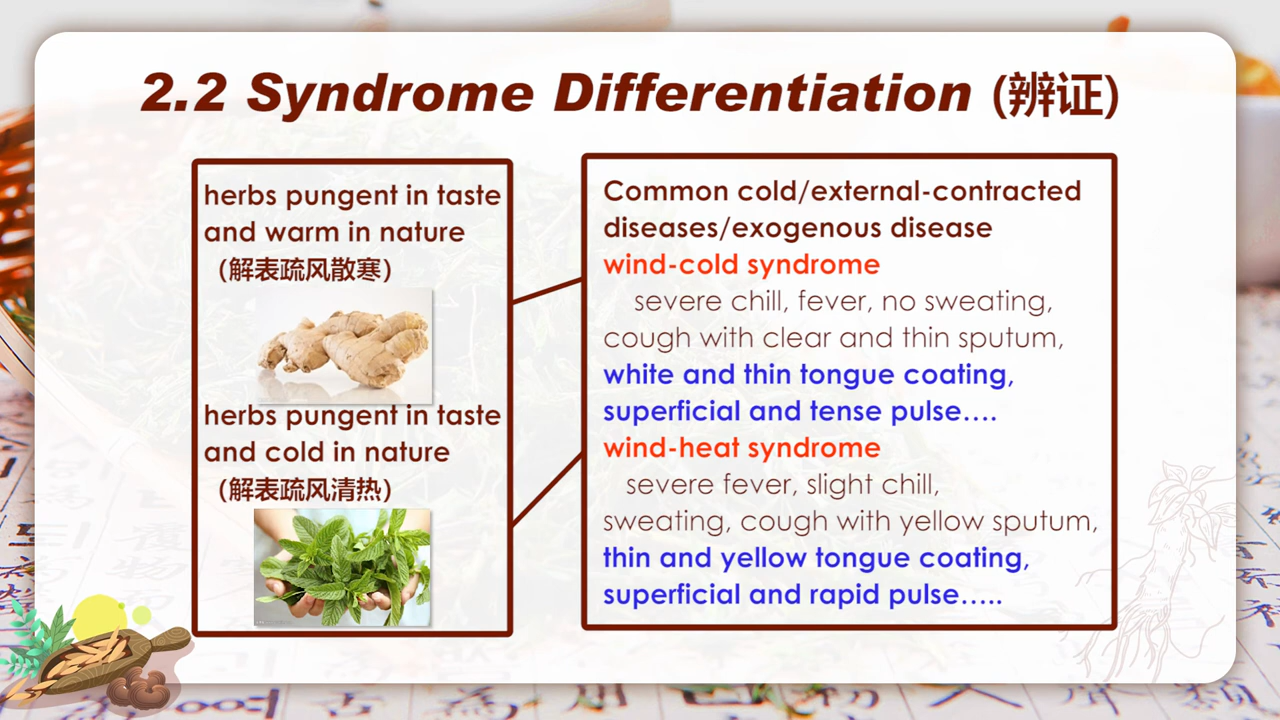 2.2 Syndrome Differentiation (辨证)
herbs pungent in taste
and warm in nature
(解表疏风散寒)
herbs pungent in taste
and cold in nature
(解表疏风清热)
Common cold/external-contracted
diseases/exogenous disease
wind-cold syndrome
severe chill, fever, no sweating,
cough with clear and thin sputum,
white and thin tongue coating,
superficial and tense pulse....
wind-heat syndrome
severe fever, slight chill,
sweating, cough with yellow sputum,
thin and yellow tongue coating,
superficial and rapid pulse.....